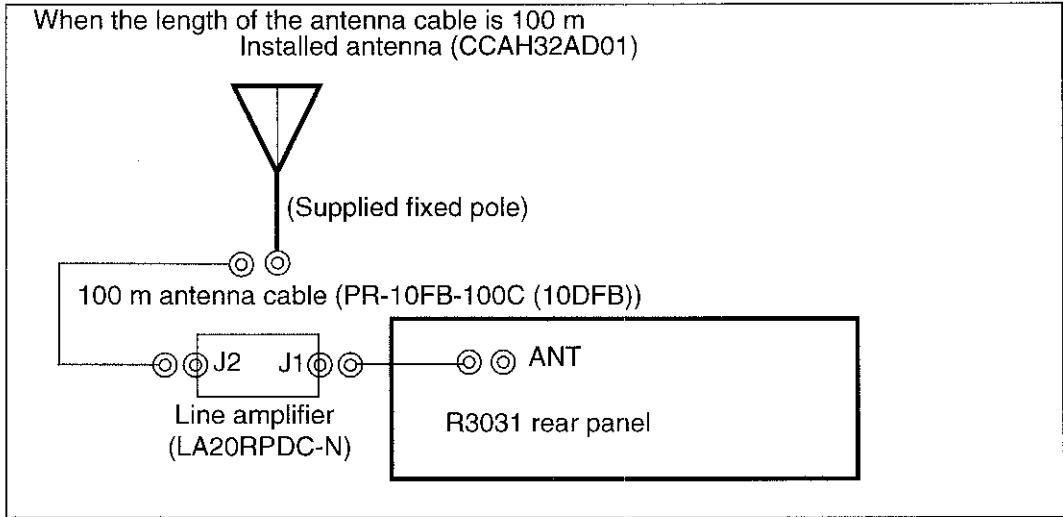 When the length of the antenna cable is 100 m
Installed antenna (CCAH32AD01)
(Supplied fixed pole)
100 m antenna cable (PR-10FB-100C (10DFB))
J2 J1 ANT
Line amplifier
(LA20RPDC-N)
R3031 rear panel